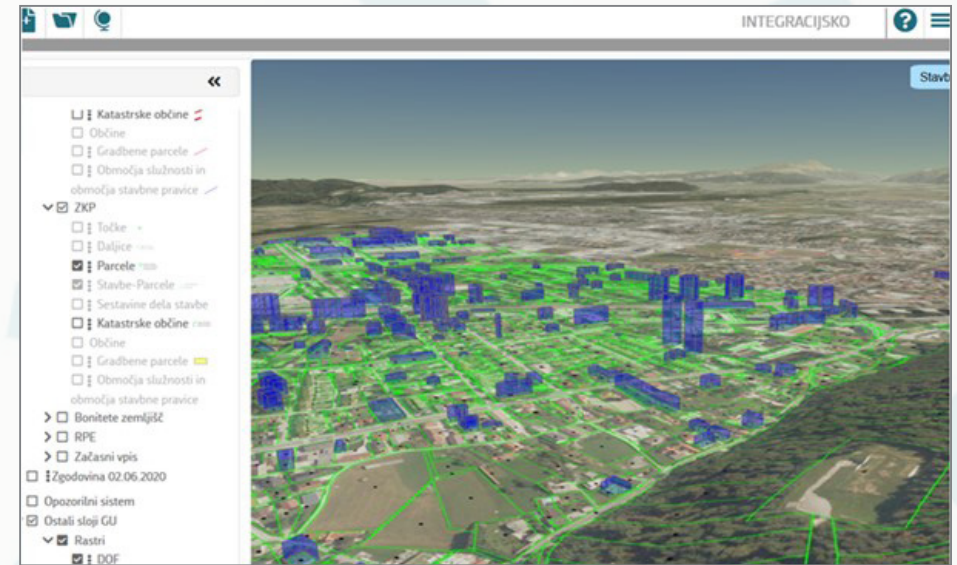 INTEGRACIJSKO
Stavb
Katastrske občine
Občine
Gradbene parcele
Območja služnosti in
območja stavbne pravice
ZKP
Točke
Daljice
Parcele
Stavbe-Parcele
Sestavine dela stavbe
Katastrske občine
Občine
Gradbene parcele
Območja služnosti in
območja stavbne pravice
Bonitete zemljišč
RPE
Začasni vpis
Zgodovina 02.06.2020
Opozorilni sistem
Ostali sloji GU
Rastri
DOF